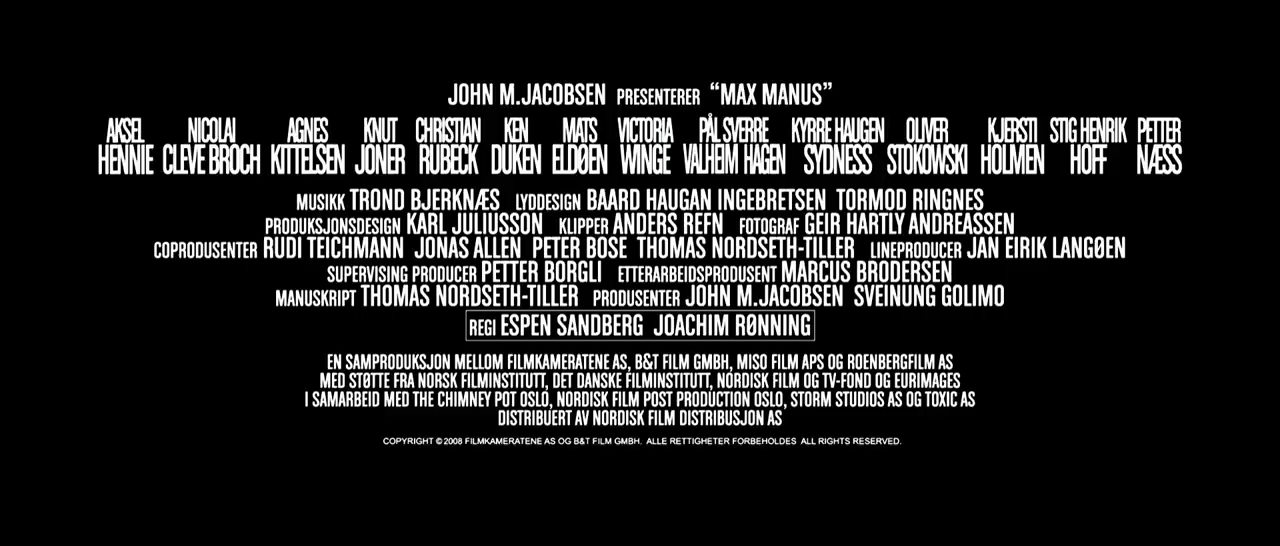 JOHN M.JACOBSEN PRESENTERER “MAX MANUS”
AKSEL HENNIE NICOLAI CLEVE BROCH AGNES KITTELSEN KNUT JONER CHRISTIAN RUBECK KEN DUKEN MATS ELDØEN VICTORIA WINGE PÅL SVERRE VALHEIM HAGEN KYRRE HAUGEN SYDNESS OLIVER STOKOWSKI KJERSTI HOLMEN STIG HENRIK HOFF PETTER NÆSS
MUSIKK TROND BJERKNÆS LYDDESIGN BAARD HAUGAN INGEBRETSEN TORMOD RINGNES
PRODUKSJONSDESIGN KARL JULIUSSON KLIPPER ANDERS REFN FOTOGRAF GEIR HARTLY ANDREASSEN
COPRODUSENTER RUDI TEICHMANN JONAS ALLEN PETER BOSE THOMAS NORDSETH-TILLER LINEPRODUCER JAN EIRIK LANGØEN
SUPERVISING PRODUCER PETTER BORGLI ETTERARBEIDSPRODUSENT MARCUS BRODERSEN
MANUSKRIPT THOMAS NORDSETH-TILLER PRODUSENTER JOHN M.JACOBSEN SVEINUNG GOLIMO
REGI ESPEN SANDBERG JOACHIM RØNNING
EN SAMPRODUKSJON MELLOM FILMKAMERATENE AS, B&T FILM GMBH, MISO FILM APS OG ROENBERGFILM AS
MED STØTTE FRA NORSK FILMINSTITUTT, DET DANSKE FILMINSTITUTT, NORDISK FILM OG TV-FOND OG EURIMAGES
I SAMARBEID MED THE CHIMNEY POT OSLO, NORDISK FILM POST PRODUCTION OSLO, STORM STUDIOS AS OG TOXIC AS
DISTRIBUERT AV NORDISK FILM DISTRIBUSJON AS
COPYRIGHT ©2008 FILMKAMERATENE AS OG B&T FILM GMBH. ALLE RETTIGHETER FORBEHOLDES ALL RIGHTS RESERVED.